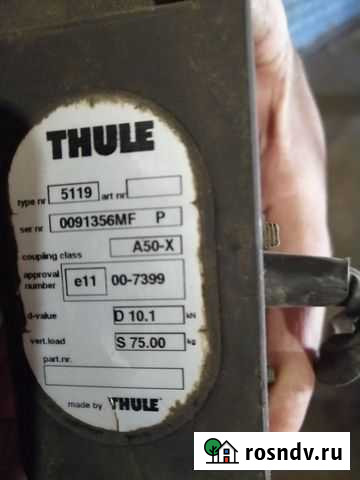 THULE
type nr 5119 art nr
ser nr 0091356MF P
coupling class A50-X
approval number e11 00-7399
d-value D 10.1 kN
vert.load S 75.00 kg
part.nr.
made by THULE
rosndv.ru